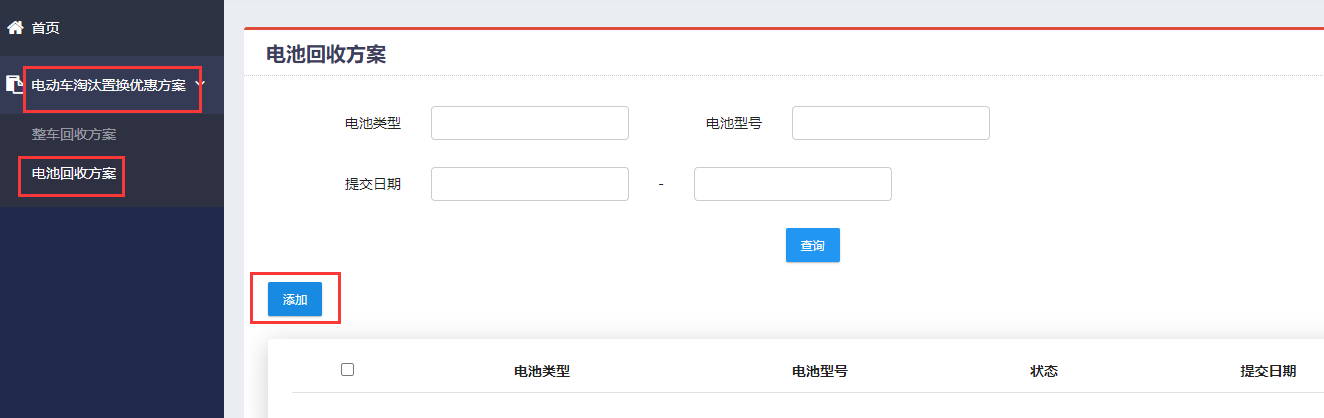 首页
电动车淘汰置换优惠方案
整车回收方案
电池回收方案
电池回收方案
电池类型
电池型号
提交日期
-
查询
添加
电池类型
电池型号
状态
提交日期